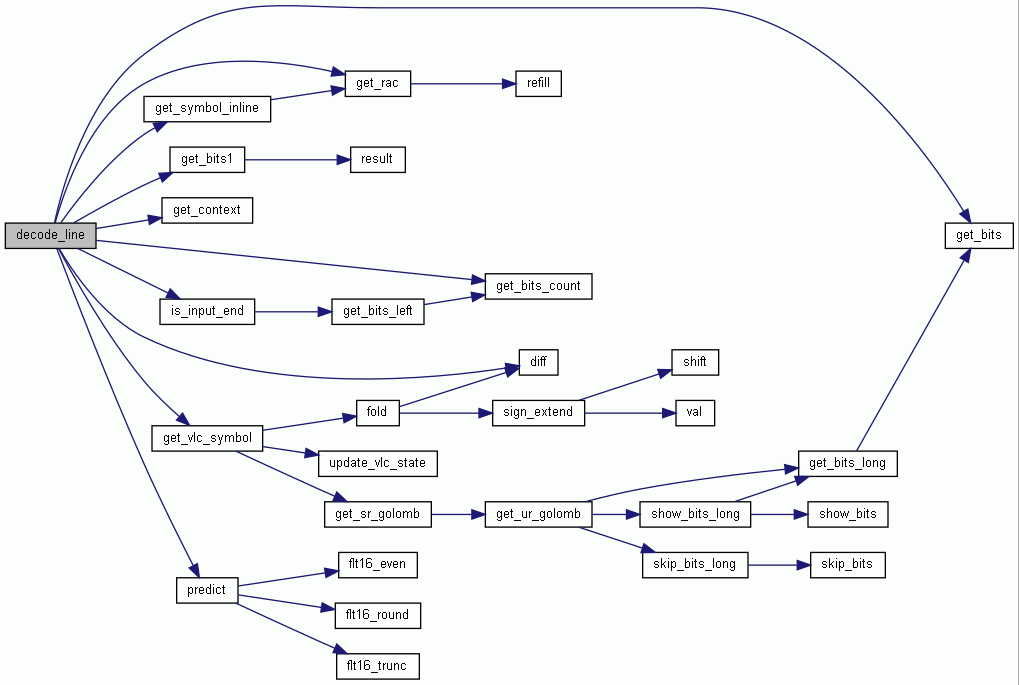 get_rac
refill
get_symbol_inline
get_bits1
result
get_context
decode_line
get_bits
get_bits_count
is_input_end
get_bits_left
diff
shift
fold
sign_extend
val
get_vlc_symbol
update_vlc_state
get_bits_long
get_sr_golomb
get_ur_golomb
show_bits_long
show_bits
flt16_even
skip_bits_long
skip_bits
predict
flt16_round
flt16_trunc